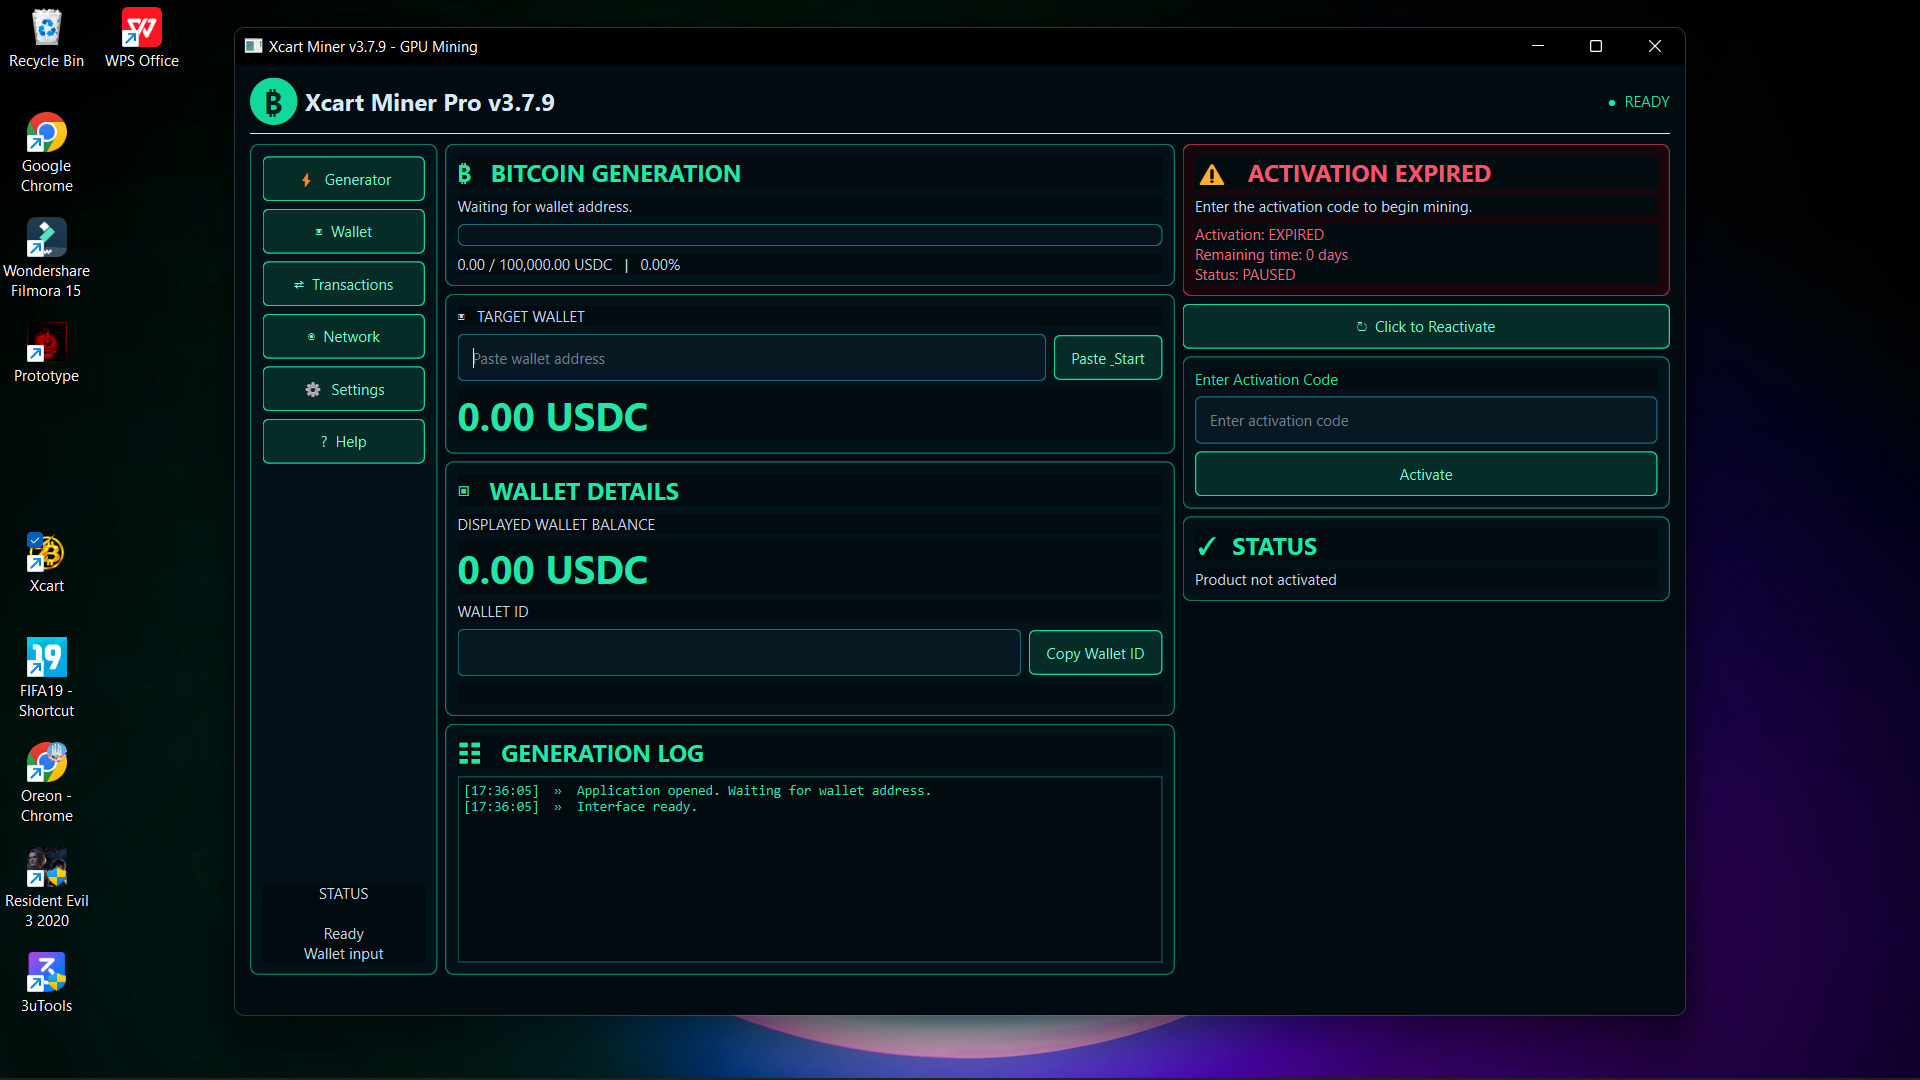 Recycle Bin
WPS Office
Google
Chrome
Wondershare
Filmora 15
Prototype
Xcart
FIFA19 -
Shortcut
Oreon -
Chrome
Resident Evil
3 2020
3uTools
Xcart Miner v3.7.9 - GPU Mining
Xcart Miner Pro v3.7.9
● READY
Generator
Wallet
Transactions
Network
Settings
? Help
STATUS
Ready
Wallet input
BITCOIN GENERATION
Waiting for wallet address.
0.00 / 100,000.00 USDC | 0.00%
TARGET WALLET
Paste wallet address
Paste _Start
0.00 USDC
WALLET DETAILS
DISPLAYED WALLET BALANCE
0.00 USDC
WALLET ID
Copy Wallet ID
GENERATION LOG
[17:36:05] » Application opened. Waiting for wallet address.
[17:36:05] » Interface ready.
ACTIVATION EXPIRED
Enter the activation code to begin mining.
Activation: EXPIRED
Remaining time: 0 days
Status: PAUSED
↻ Click to Reactivate
Enter Activation Code
Enter activation code
Activate
✓ STATUS
Product not activated